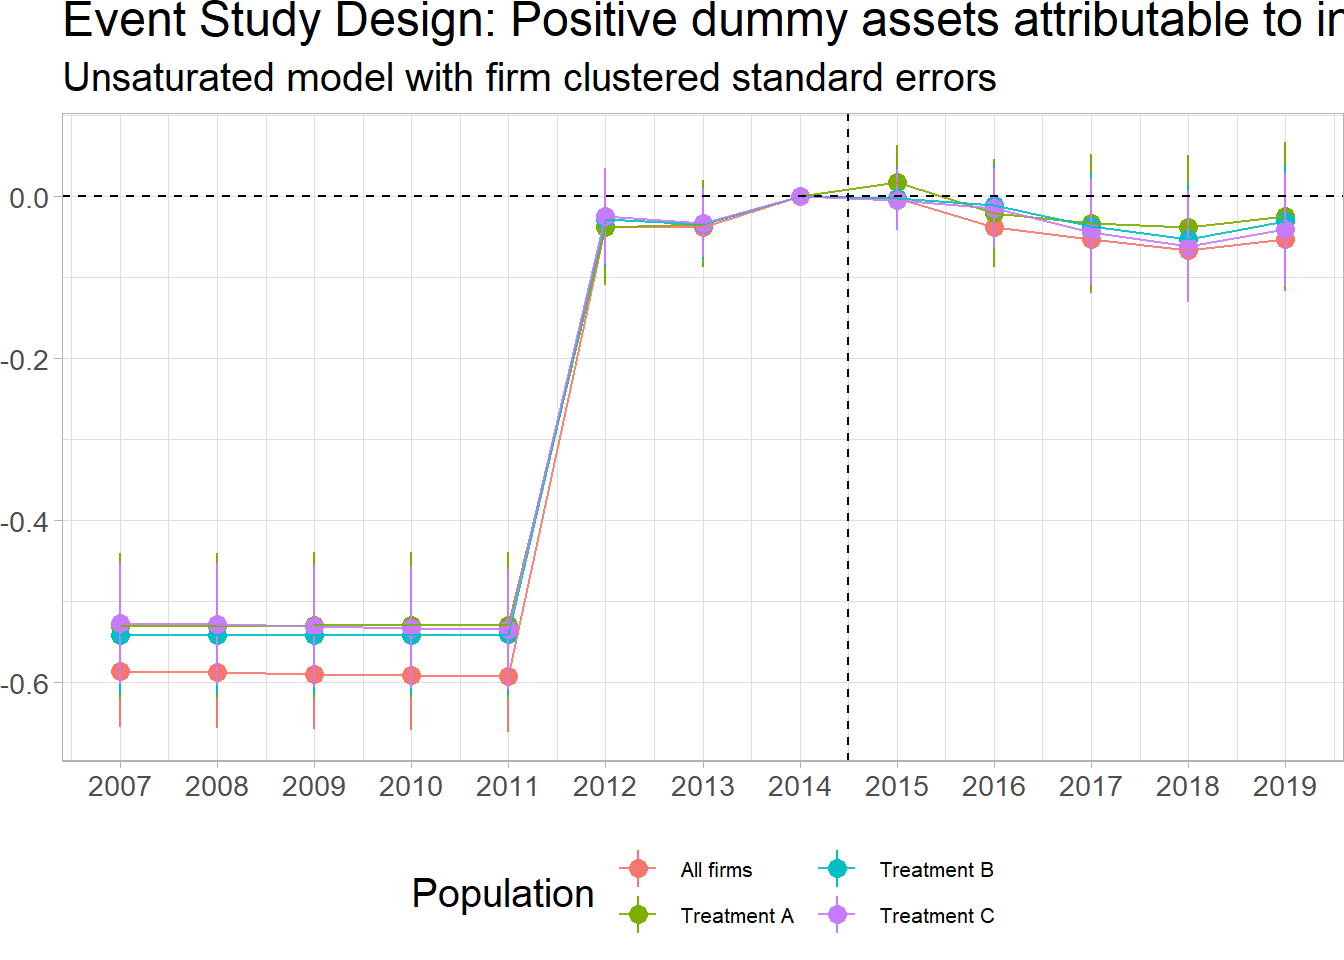 Event Study Design: Positive dummy assets attributable to
Unsaturated model with firm clustered standard errors
0.0
-0.2
-0.4
-0.6
2007 2008 2009 2010 2011 2012 2013 2014 2015 2016 2017 2018 2019
Population
All firms
Treatment B
Treatment A
Treatment C